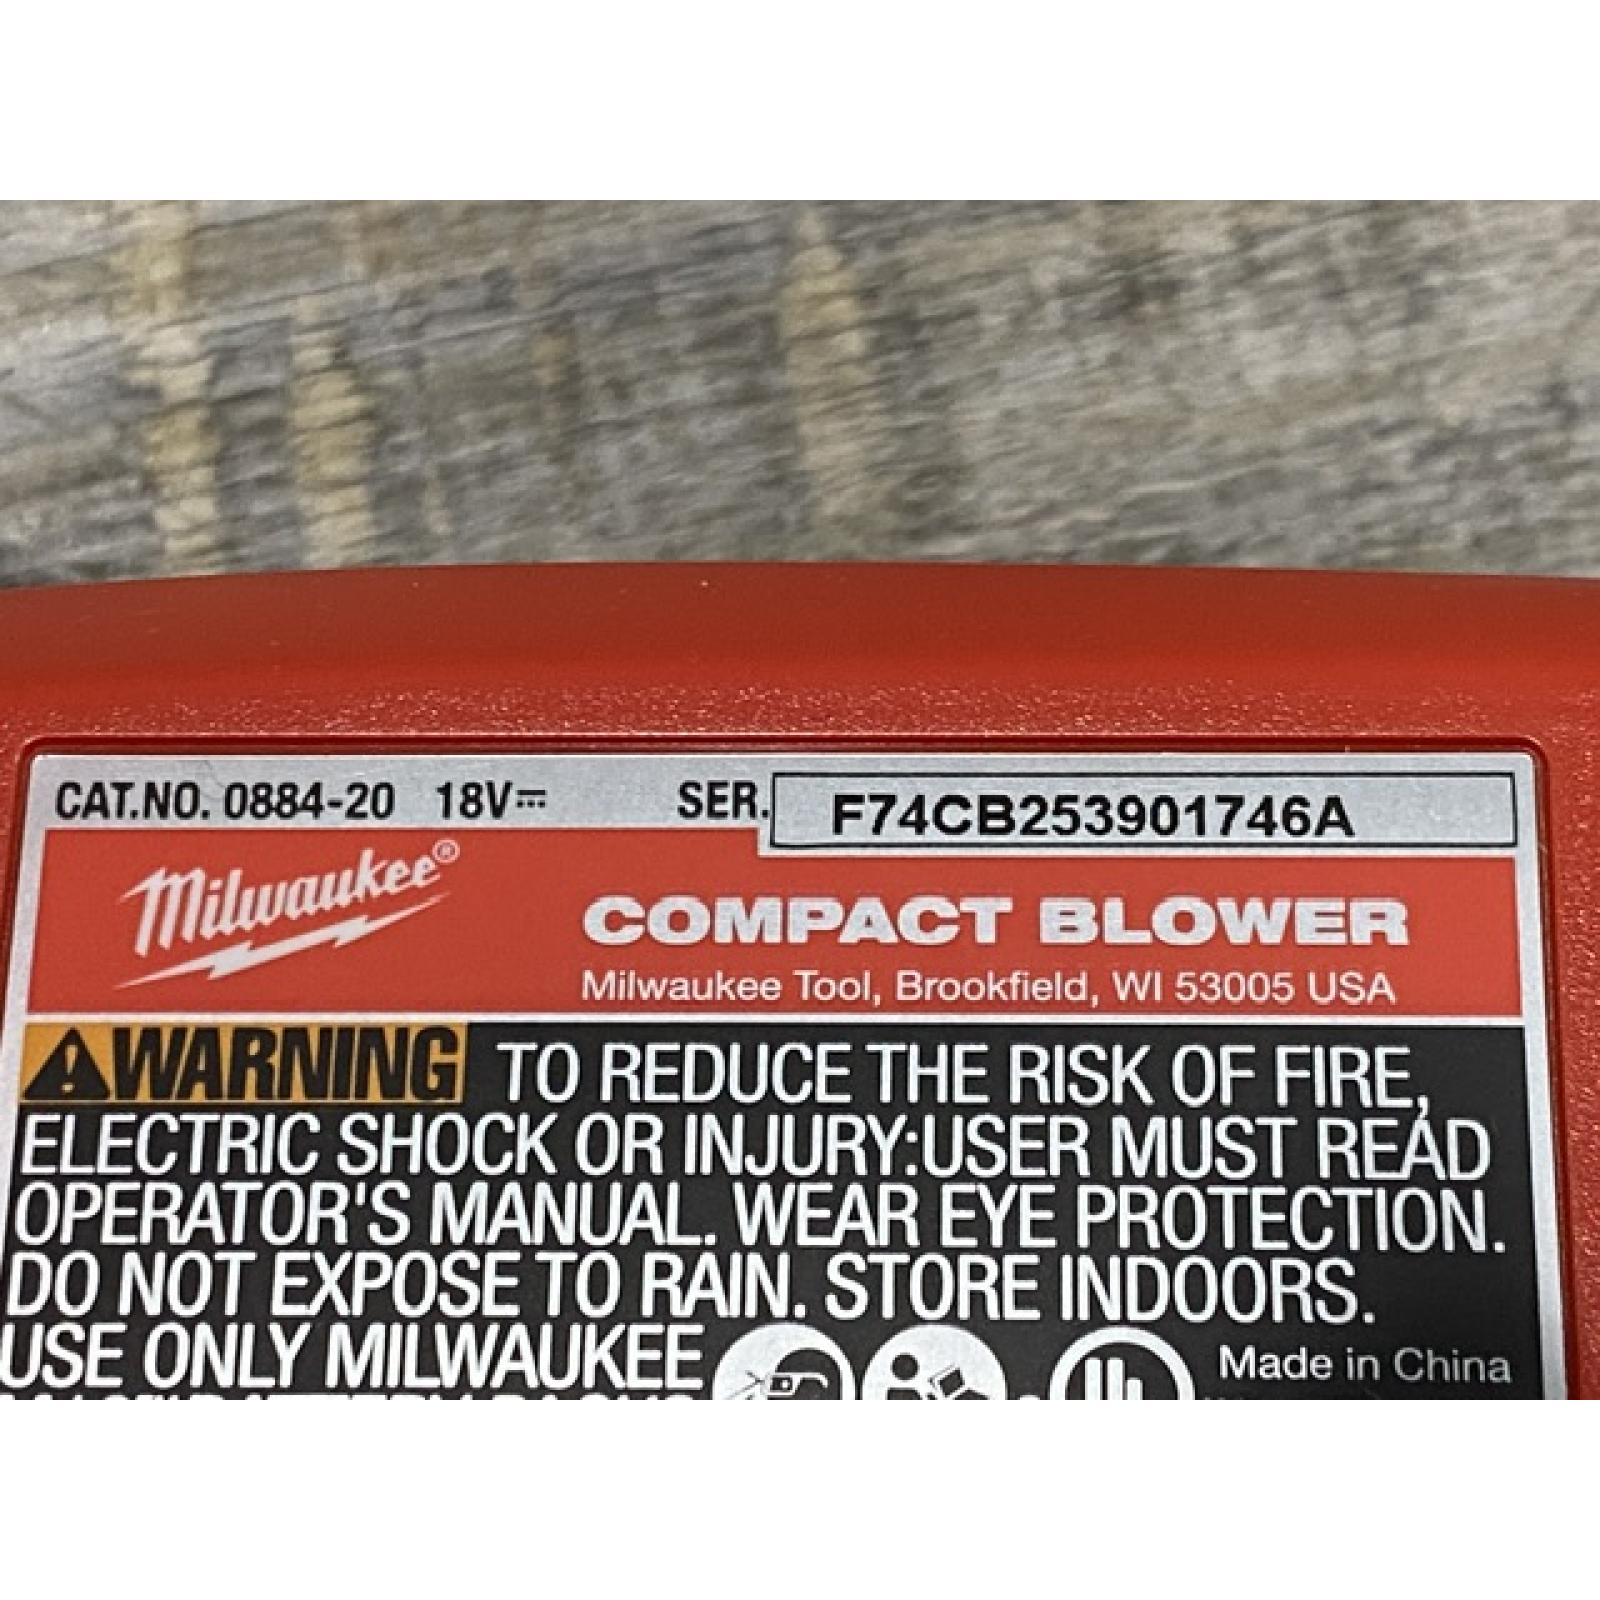 CAT.NO. 0884-20 18V⎓ SER. F74CB253901746A
Milwaukee®
COMPACT BLOWER
Milwaukee Tool, Brookfield, WI 53005 USA
WARNING TO REDUCE THE RISK OF FIRE,
ELECTRIC SHOCK OR INJURY:USER MUST READ
OPERATOR'S MANUAL. WEAR EYE PROTECTION.
DO NOT EXPOSE TO RAIN. STORE INDOORS.
USE ONLY MILWAUKEE
Made in China